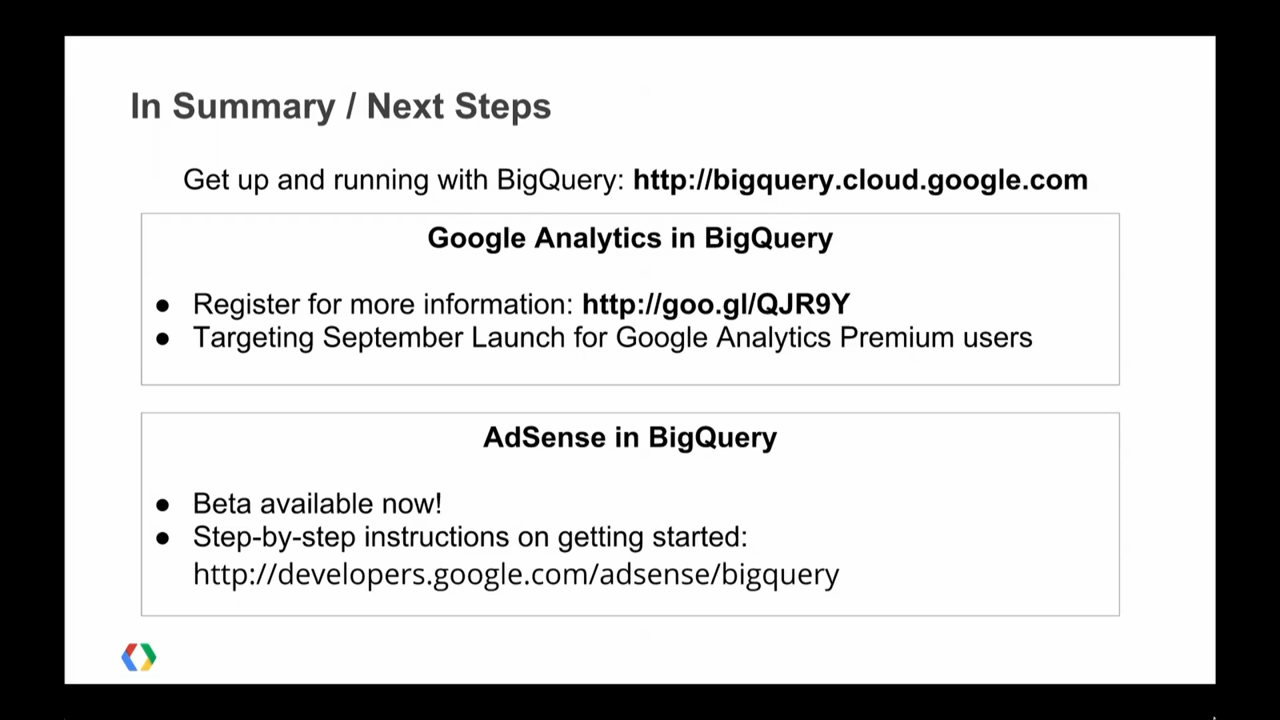 In Summary / Next Steps
Get up and running with BigQuery: http://bigquery.cloud.google.com
Google Analytics in BigQuery
● Register for more information: http://goo.gl/QJR9Y
● Targeting September Launch for Google Analytics Premium users
AdSense in BigQuery
● Beta available now!
● Step-by-step instructions on getting started:
http://developers.google.com/adsense/bigquery